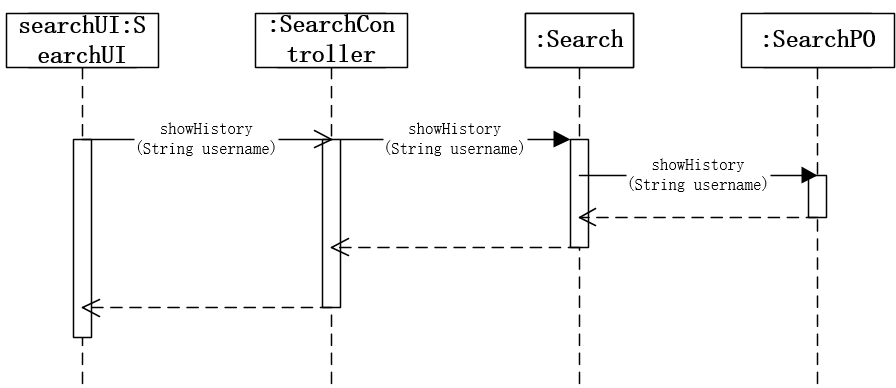 searchUI:S
earchUI
:SearchCon
troller
:Search
:SearchPO
showHistory
(String username)
showHistory
(String username)
showHistory
(String username)